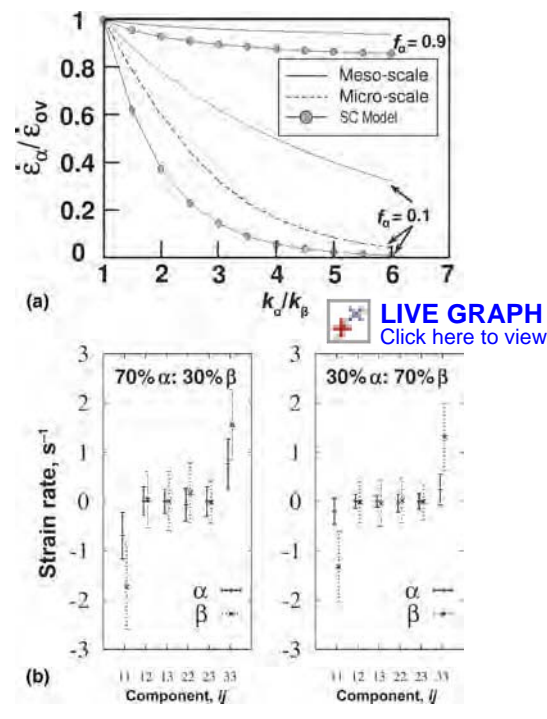 1
0.8
0.6
0.4
0.2
0
ε̇α/ε̇ov
fα= 0.9
Meso-scale
Micro-scale
SC Model
fα= 0.1
1 2 3 4 5 6 7
(a)
kα/kβ
LIVE GRAPH
Click here to view
3
2
1
0
-1
-2
-3
Strain rate, s⁻¹
70% α: 30% β
α
β
11 12 13 22 23 33
Component, ij
30% α: 70% β
α
β
11 12 13 22 23 33
Component, ij
(b)